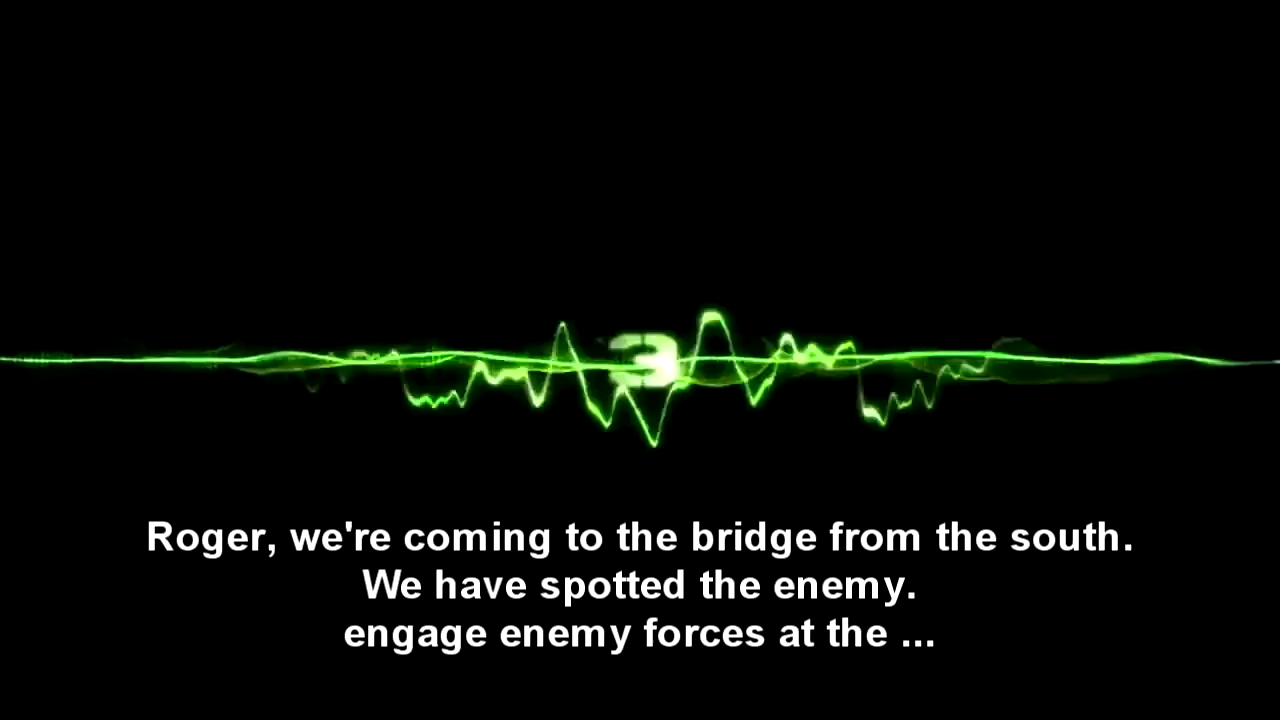 3
Roger, we're coming to the bridge from the south.
We have spotted the enemy.
engage enemy forces at the ...